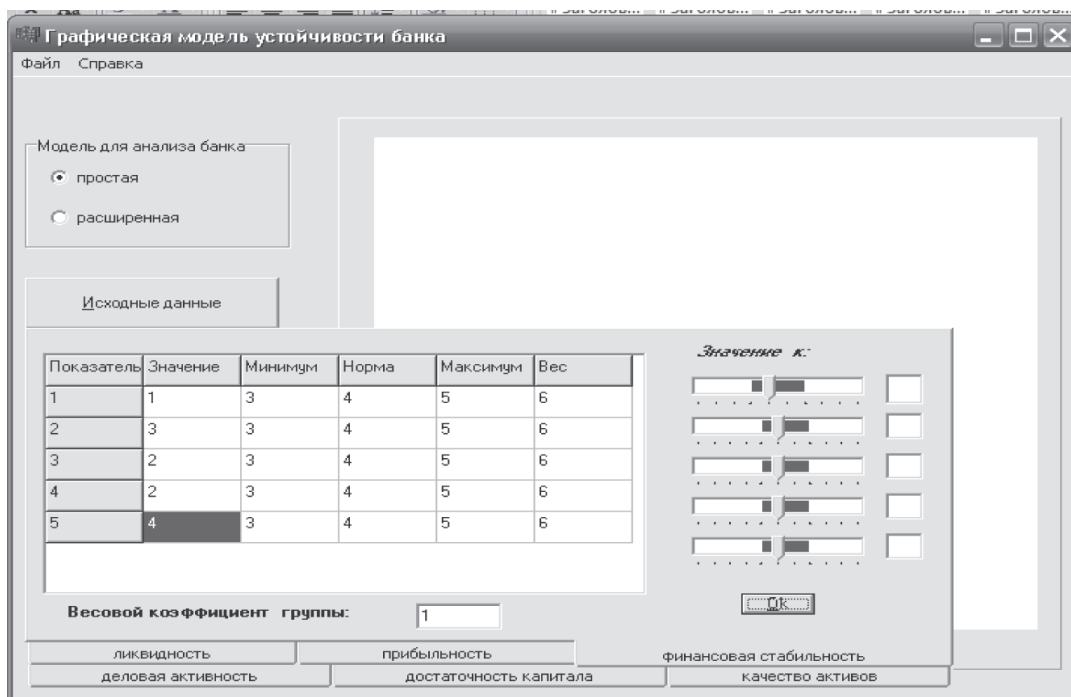 Графическая модель устойчивости банка
Файл Справка
Модель для анализа банка
простая
расширенная
Исходные данные
Показатель Значение Минимум Норма Максимум Вес
1 1 3 4 5 6
2 3 3 4 5 6
3 2 3 4 5 6
4 2 3 4 5 6
5 4 3 4 5 6
Значение к:
Ok
Весовой коэффициент группы: 1
ликвидность прибыльность финансовая стабильность
деловая активность достаточность капитала качество активов